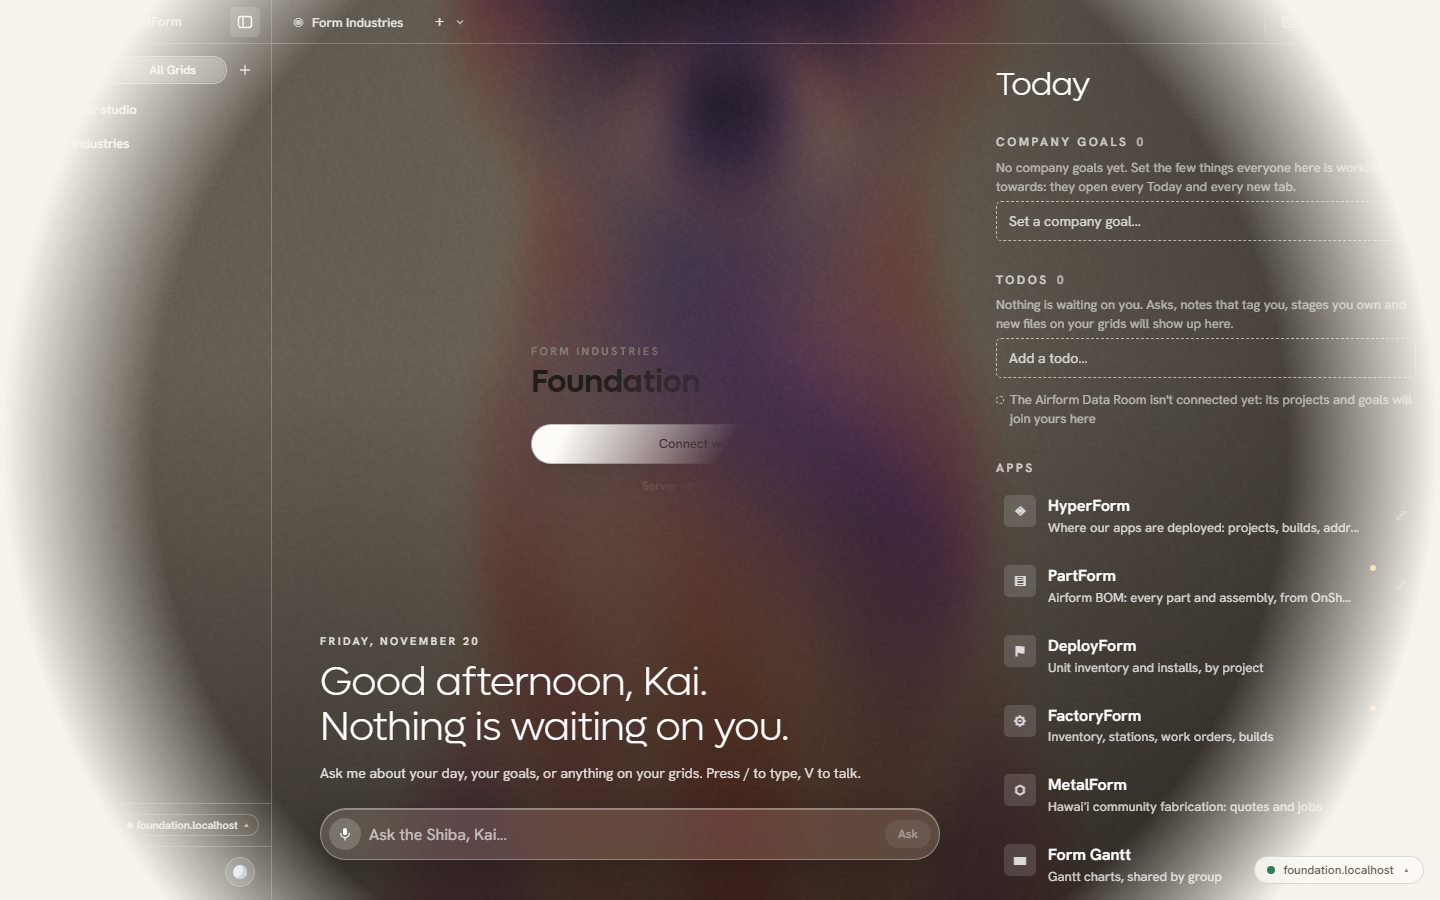 Form Industries
All Grids
studio
Industries
foundation.localhost
FORM INDUSTRIES
Foundation
Connect
Server
FRIDAY, NOVEMBER 20
Good afternoon, Kai.
Nothing is waiting on you.
Ask me about your day, your goals, or anything on your grids. Press / to type, V to talk.
Ask the Shiba, Kai...
Ask
Today
COMPANY GOALS 0
No company goals yet. Set the few things everyone here is working
towards: they open every Today and every new tab.
Set a company goal...
TODOS 0
Nothing is waiting on you. Asks, notes that tag you, stages you own and
new files on your grids will show up here.
Add a todo...
The Airform Data Room isn't connected yet: its projects and goals will
join yours here
APPS
HyperForm
Where our apps are deployed: projects, builds, addr...
PartForm
Airform BOM: every part and assembly, from OnSh...
DeployForm
Unit inventory and installs, by project
FactoryForm
Inventory, stations, work orders, builds
MetalForm
Hawai‘i community fabrication: quotes and jobs
Form Gantt
Gantt charts, shared by group
foundation.localhost